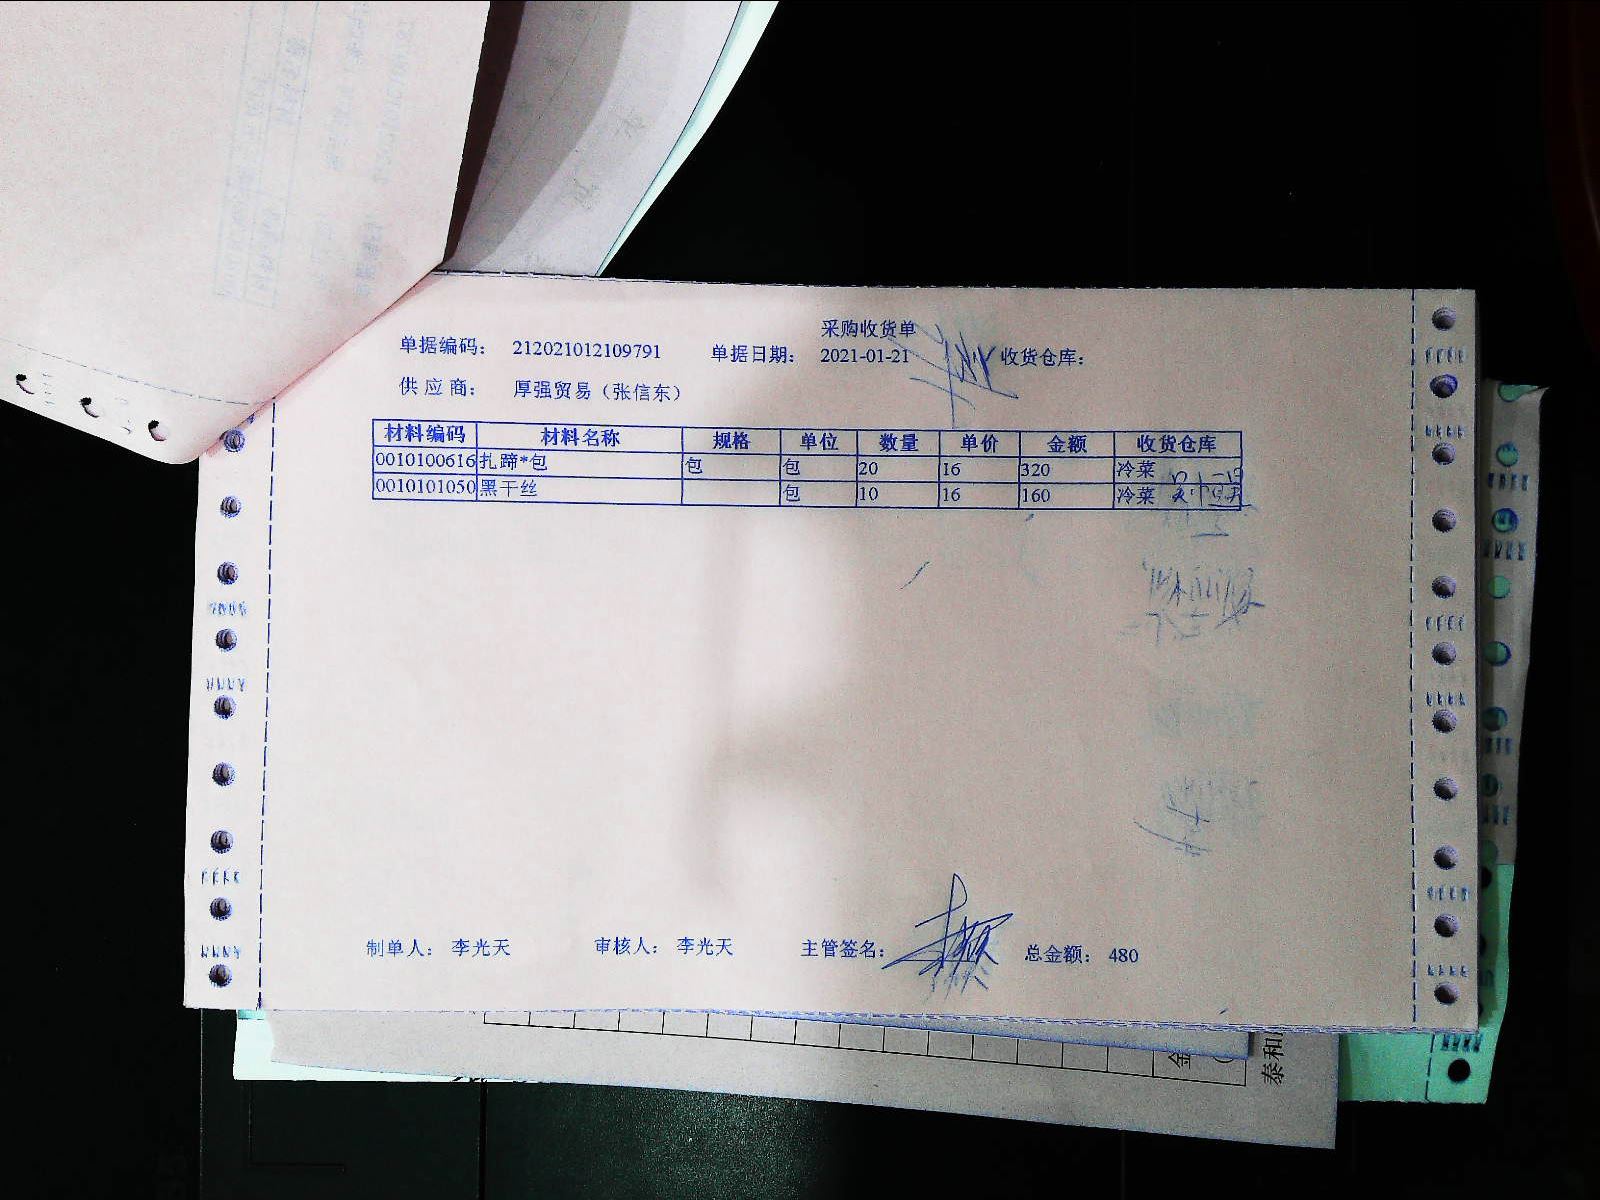 采购收货单
单据编码： 212021012109791 单据日期： 2021-01-21 收货仓库：
供 应 商： 厚强贸易（张信东）
材料编码 材料名称 规格 单位 数量 单价 金额 收货仓库
0010100616 扎蹄*包 包 包 20 16 320 冷菜
0010101050 黑干丝 包 10 16 160 冷菜
制单人： 李光天 审核人： 李光天 主管签名： 总金额： 480
金
泰和